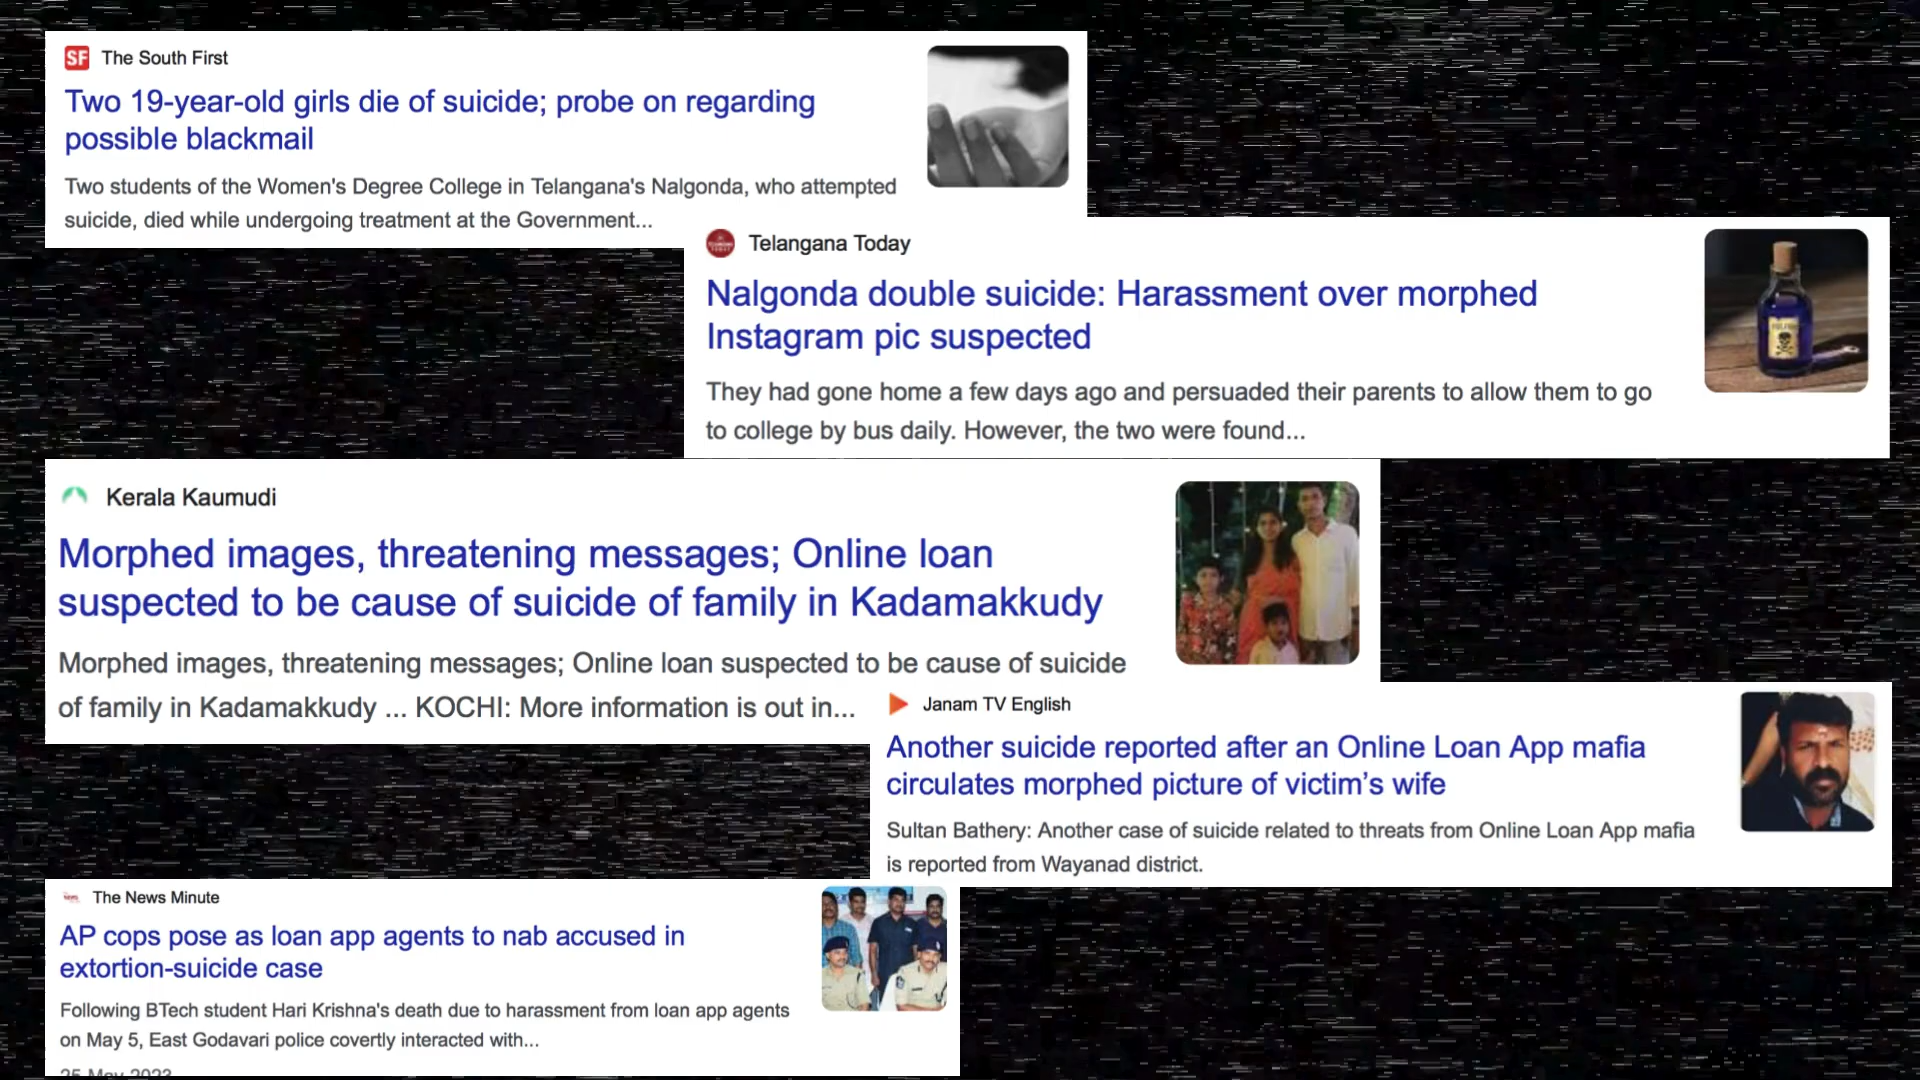 SF The South First
Two 19-year-old girls die of suicide; probe on regarding
possible blackmail
Two students of the Women's Degree College in Telangana's Nalgonda, who attempted
suicide, died while undergoing treatment at the Government...
Telangana Today
Nalgonda double suicide: Harassment over morphed
Instagram pic suspected
They had gone home a few days ago and persuaded their parents to allow them to go
to college by bus daily. However, the two were found...
Kerala Kaumudi
Morphed images, threatening messages; Online loan
suspected to be cause of suicide of family in Kadamakkudy
Morphed images, threatening messages; Online loan suspected to be cause of suicide
of family in Kadamakkudy ... KOCHI: More information is out in...
Janam TV English
Another suicide reported after an Online Loan App mafia
circulates morphed picture of victim’s wife
Sultan Bathery: Another case of suicide related to threats from Online Loan App mafia
is reported from Wayanad district.
The News Minute
AP cops pose as loan app agents to nab accused in
extortion-suicide case
Following BTech student Hari Krishna's death due to harassment from loan app agents
on May 5, East Godavari police covertly interacted with...
25 May 2023